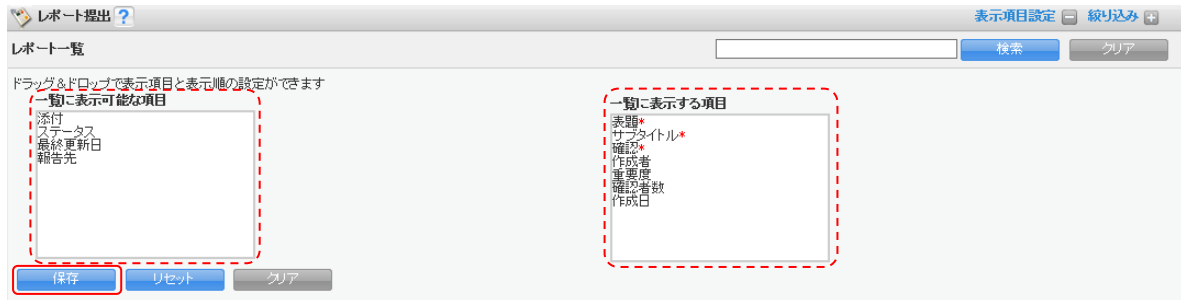 レポート提出 ? 表示項目設定 絞り込み
レポート一覧 検索 クリア
ドラッグ&ドロップで表示項目と表示順の設定ができます
一覧に表示可能な項目
添付
ステータス
最終更新日
報告先
一覧に表示する項目
表題*
サブタイトル*
確認*
作成者
重要度
確認者数
作成日
保存 リセット クリア